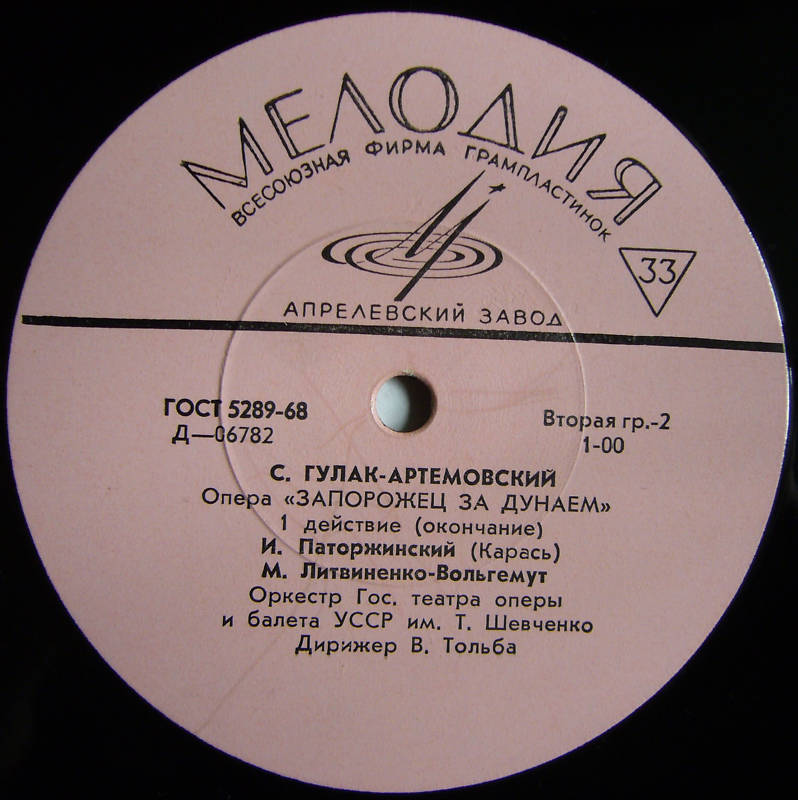 МЕЛОДИЯ
ВСЕСОЮЗНАЯ ФИРМА ГРАМПЛАСТИНОК
33
АПРЕЛЕВСКИЙ ЗАВОД
ГОСТ 5289-68
Д—06782
Вторая гр.-2
1-00
С. ГУЛАК-АРТЕМОВСКИЙ
Опера «ЗАПОРОЖЕЦ ЗА ДУНАЕМ»
1 действие (окончание)
И. Паторжинский (Карась)
М. Литвиненко-Вольгемут
Оркестр Гос. театра оперы
и балета УССР им. Т. Шевченко
Дирижер В. Тольба